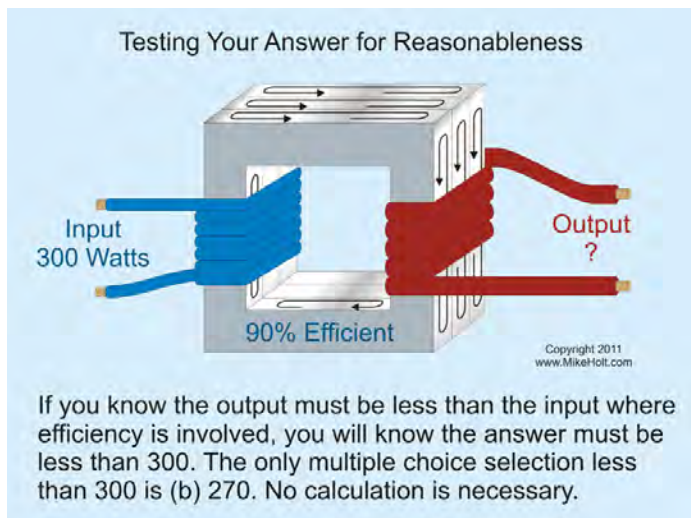 Testing Your Answer for Reasonableness
Input
300 Watts
Output
?
90% Efficient
Copyright 2011
www.MikeHolt.com
If you know the output must be less than the input where
efficiency is involved, you will know the answer must be
less than 300. The only multiple choice selection less
than 300 is (b) 270. No calculation is necessary.